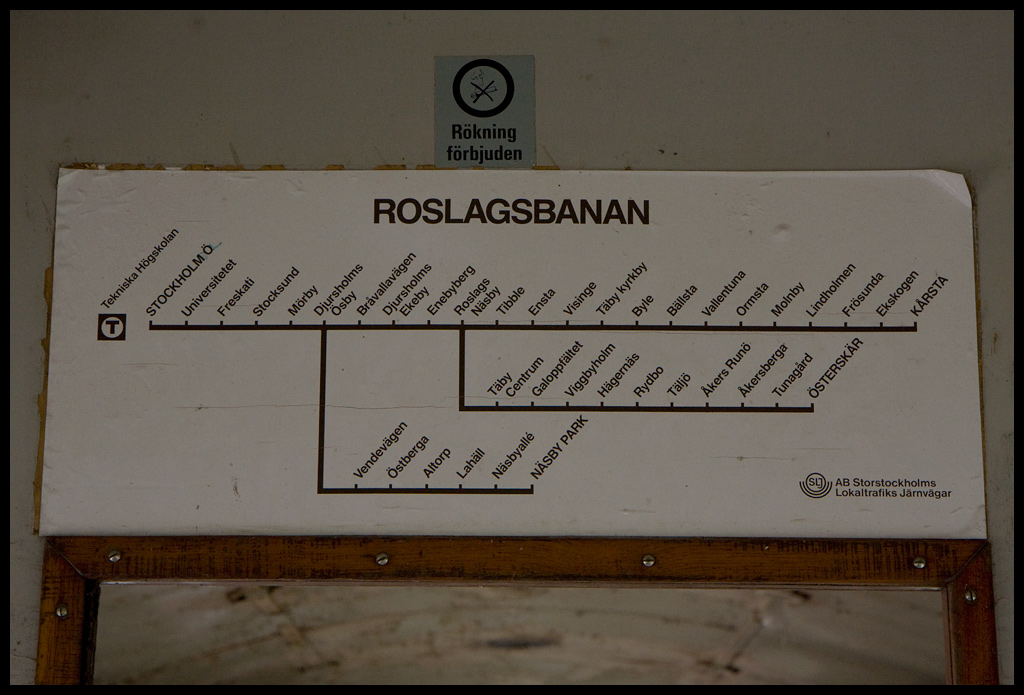 Rökning
förbjuden
ROSLAGSBANAN
Tekniska Högskolan
T
STOCKHOLM Ö
Universitetet
Freskati
Stocksund
Mörby
Djursholms
Ösby
Bråvallavägen
Djursholms
Ekeby
Enebyberg
Roslags
Näsby
Tibble
Ensta
Visinge
Täby kyrkby
Byle
Bällsta
Vallentuna
Ormsta
Molnby
Lindholmen
Frösunda
Ekskogen
KÅRSTA
Täby
Centrum
Galoppfältet
Viggbyholm
Hägernäs
Rydbo
Täljö
Åkers Runö
Åkersberga
Tunagård
ÖSTERSKÄR
Vendevägen
Östberga
Altorp
Lahäll
Näsbyallé
NÄSBY PARK
SLJ
AB Storstockholms
Lokaltrafiks Järnvägar